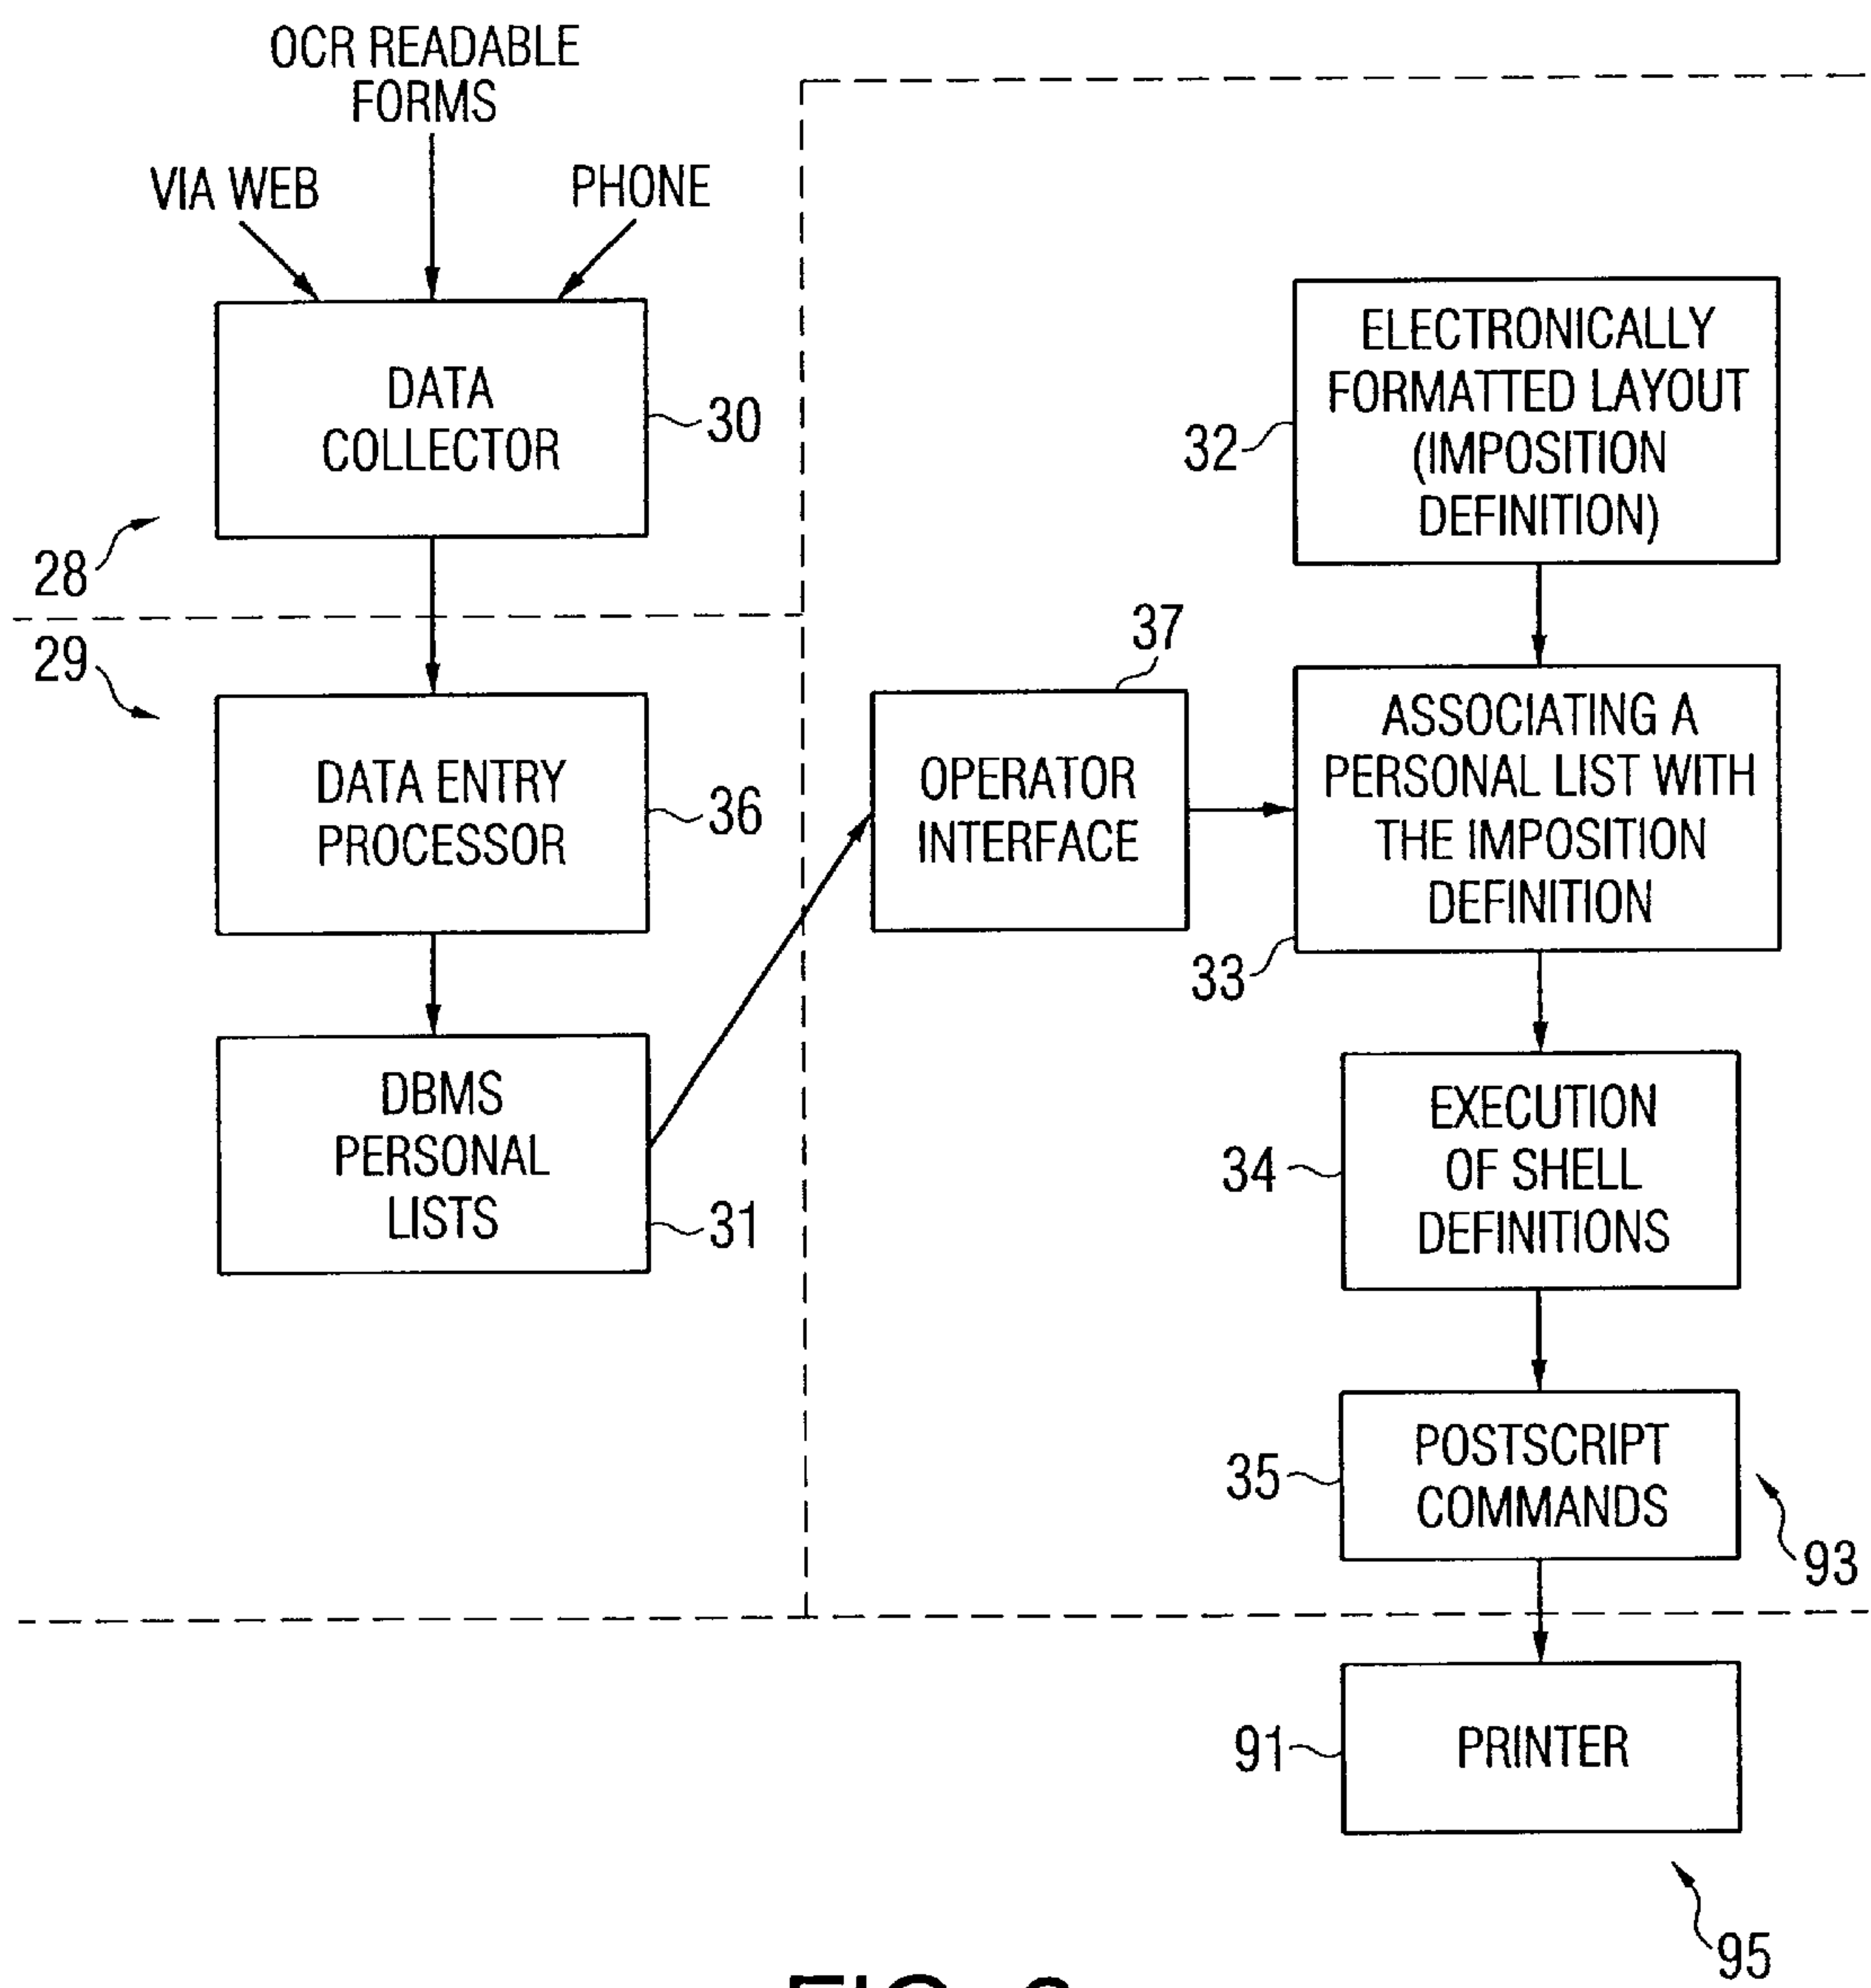 OCR READABLE
FORMS
VIA WEB
PHONE
DATA
COLLECTOR
30
28
29
DATA ENTRY
PROCESSOR
36
DBMS
PERSONAL
LISTS
31
37
OPERATOR
INTERFACE
ELECTRONICALLY
FORMATTED LAYOUT
(IMPOSITION
DEFINITION)
32
ASSOCIATING A
PERSONAL LIST WITH
THE IMPOSITION
DEFINITION
33
EXECUTION
OF SHELL
DEFINITIONS
34
POSTSCRIPT
COMMANDS
35
93
PRINTER
91
95